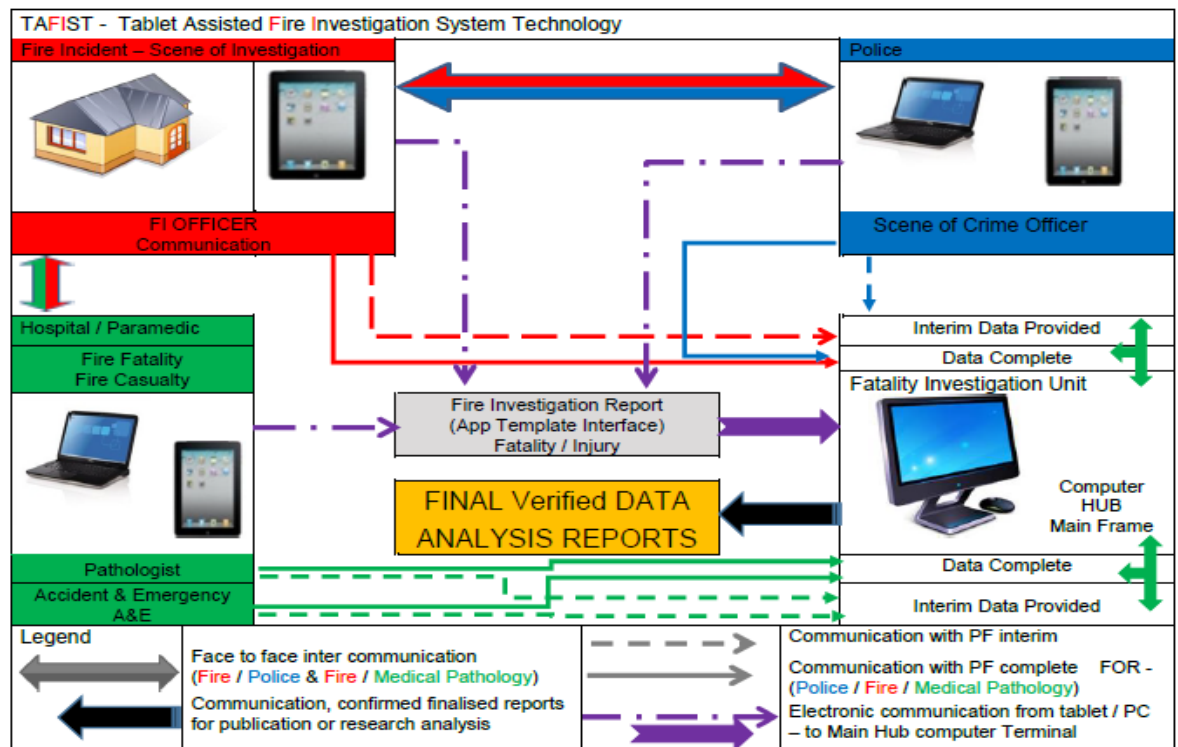 TAFIST - Tablet Assisted Fire Investigation System Technology
Fire Incident – Scene of Investigation
Police
FI OFFICER
Communication
Scene of Crime Officer
Hospital / Paramedic
Fire Fatality
Fire Casualty
Interim Data Provided
Data Complete
Fatality Investigation Unit
Fire Investigation Report
(App Template Interface)
Fatality / Injury
Computer
HUB
Main Frame
FINAL Verified DATA
ANALYSIS REPORTS
Pathologist
Accident & Emergency
A&E
Data Complete
Interim Data Provided
Legend
Face to face inter communication
(Fire / Police & Fire / Medical Pathology)
Communication, confirmed finalised reports
for publication or research analysis
Communication with PF interim
Communication with PF complete FOR -
(Police / Fire / Medical Pathology)
Electronic communication from tablet / PC
– to Main Hub computer Terminal